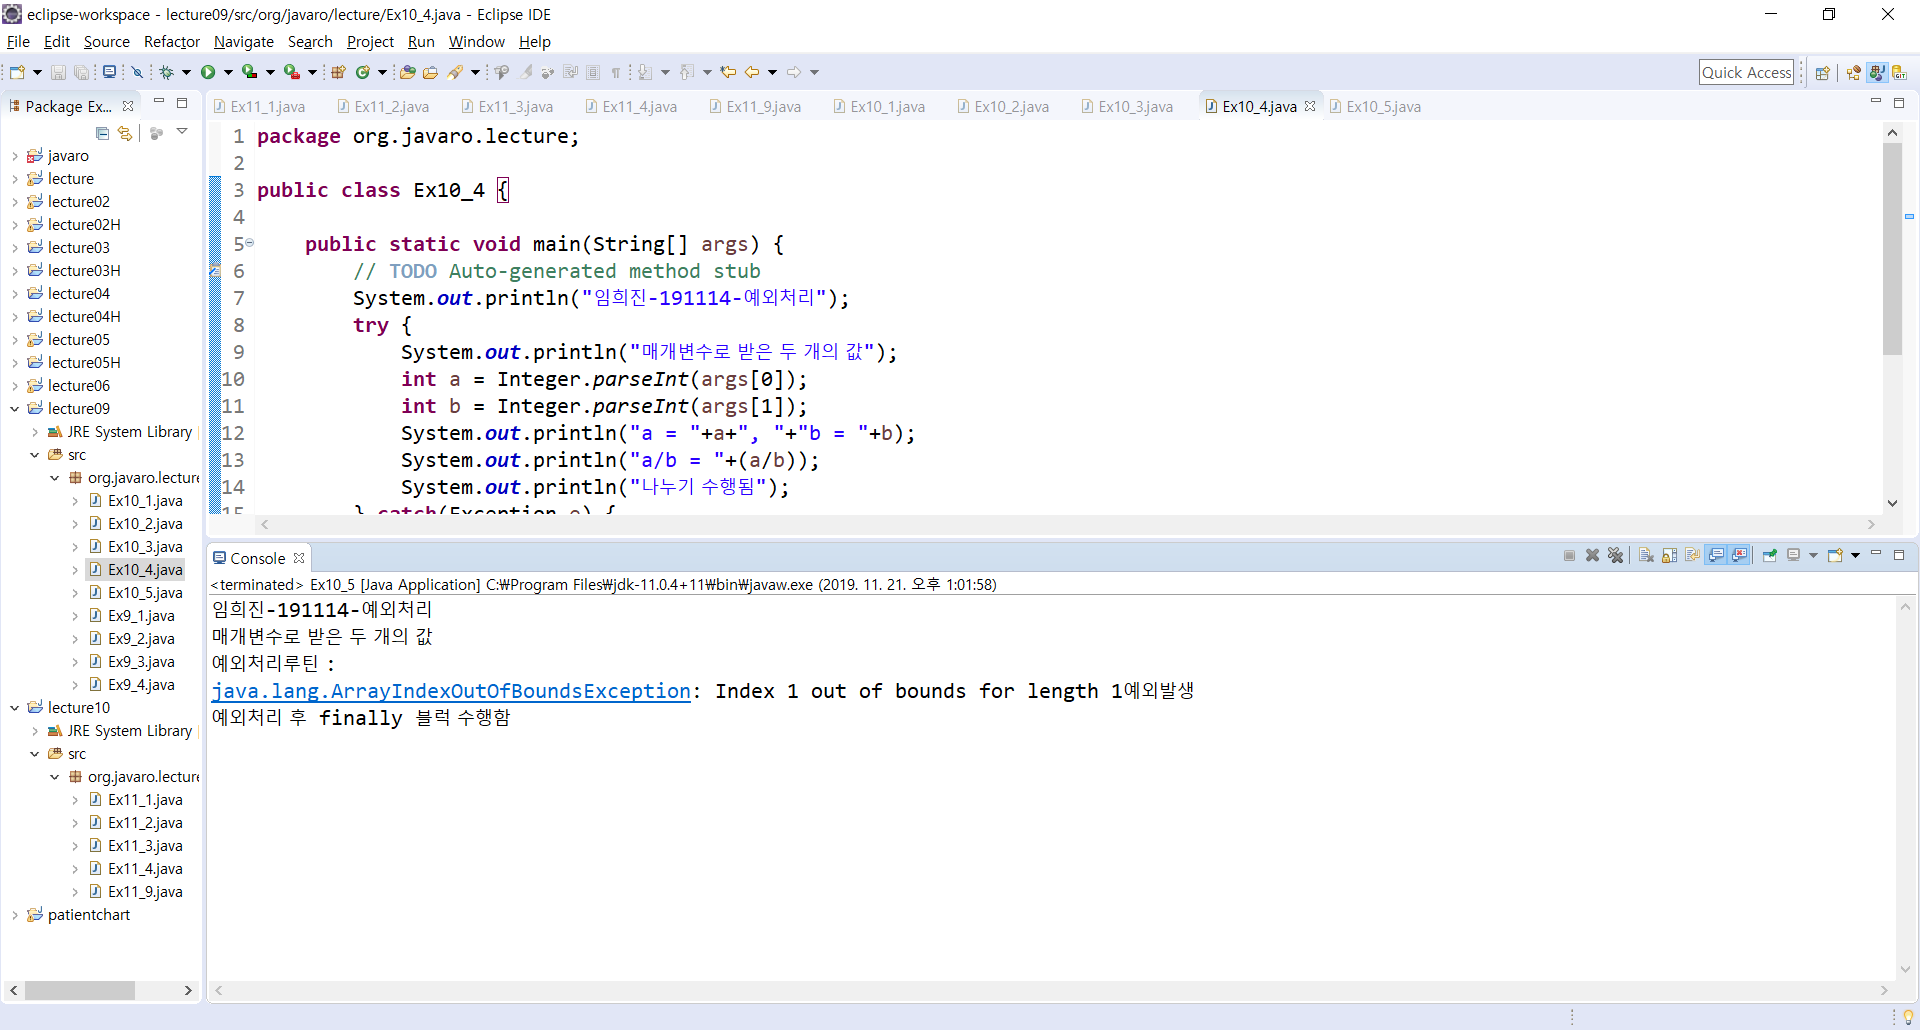 eclipse-workspace - lecture09/src/org/javaro/lecture/Ex10_4.java - Eclipse IDE
File Edit Source Refactor Navigate Search Project Run Window Help
Quick Access
Package Ex...
javaro
lecture
lecture02
lecture02H
lecture03
lecture03H
lecture04
lecture04H
lecture05
lecture05H
lecture06
lecture09
JRE System Library
src
org.javaro.lecture
Ex10_1.java
Ex10_2.java
Ex10_3.java
Ex10_4.java
Ex10_5.java
Ex9_1.java
Ex9_2.java
Ex9_3.java
Ex9_4.java
lecture10
JRE System Library
src
org.javaro.lecture
Ex11_1.java
Ex11_2.java
Ex11_3.java
Ex11_4.java
Ex11_9.java
patientchart
Ex11_1.java Ex11_2.java Ex11_3.java Ex11_4.java Ex11_9.java Ex10_1.java Ex10_2.java Ex10_3.java Ex10_4.java Ex10_5.java
1 package org.javaro.lecture;
2
3 public class Ex10_4 {
4
5 public static void main(String[] args) {
6 // TODO Auto-generated method stub
7 System.out.println("임희진-191114-예외처리");
8 try {
9 System.out.println("매개변수로 받은 두 개의 값");
10 int a = Integer.parseInt(args[0]);
11 int b = Integer.parseInt(args[1]);
12 System.out.println("a = "+a+", "+"b = "+b);
13 System.out.println("a/b = "+(a/b));
14 System.out.println("나누기 수행됨");
15 } catch(Exception e) {
Console
<terminated> Ex10_5 [Java Application] C:₩Program Files₩jdk-11.0.4+11₩bin₩javaw.exe (2019. 11. 21. 오후 1:01:58)
임희진-191114-예외처리
매개변수로 받은 두 개의 값
예외처리루틴 :
java.lang.ArrayIndexOutOfBoundsException: Index 1 out of bounds for length 1예외발생
예외처리 후 finally 블럭 수행함